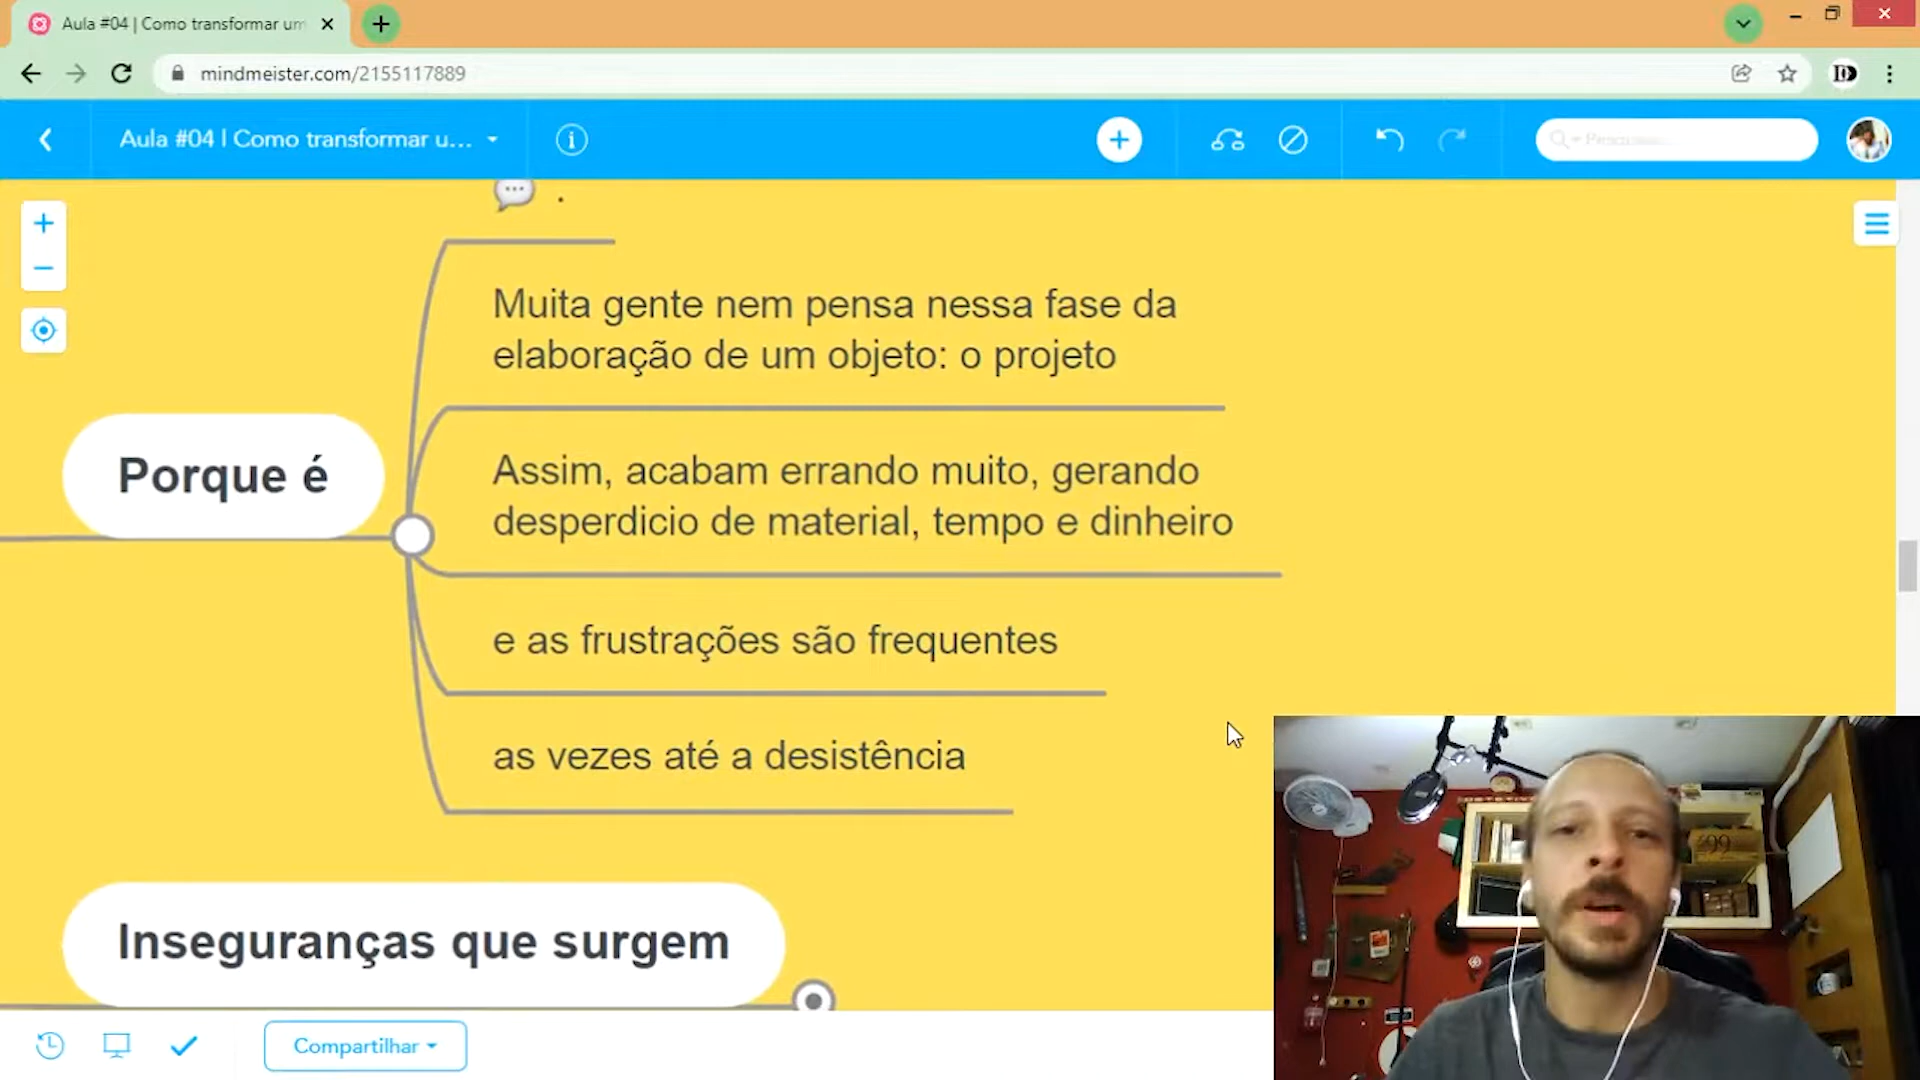 Aula #04 | Como transformar um
mindmeister.com/2155117889
Aula #04 | Como transformar u...
Muita gente nem pensa nessa fase da
elaboração de um objeto: o projeto
Porque é
Assim, acabam errando muito, gerando
desperdicio de material, tempo e dinheiro
e as frustrações são frequentes
as vezes até a desistência
Inseguranças que surgem
Compartilhar